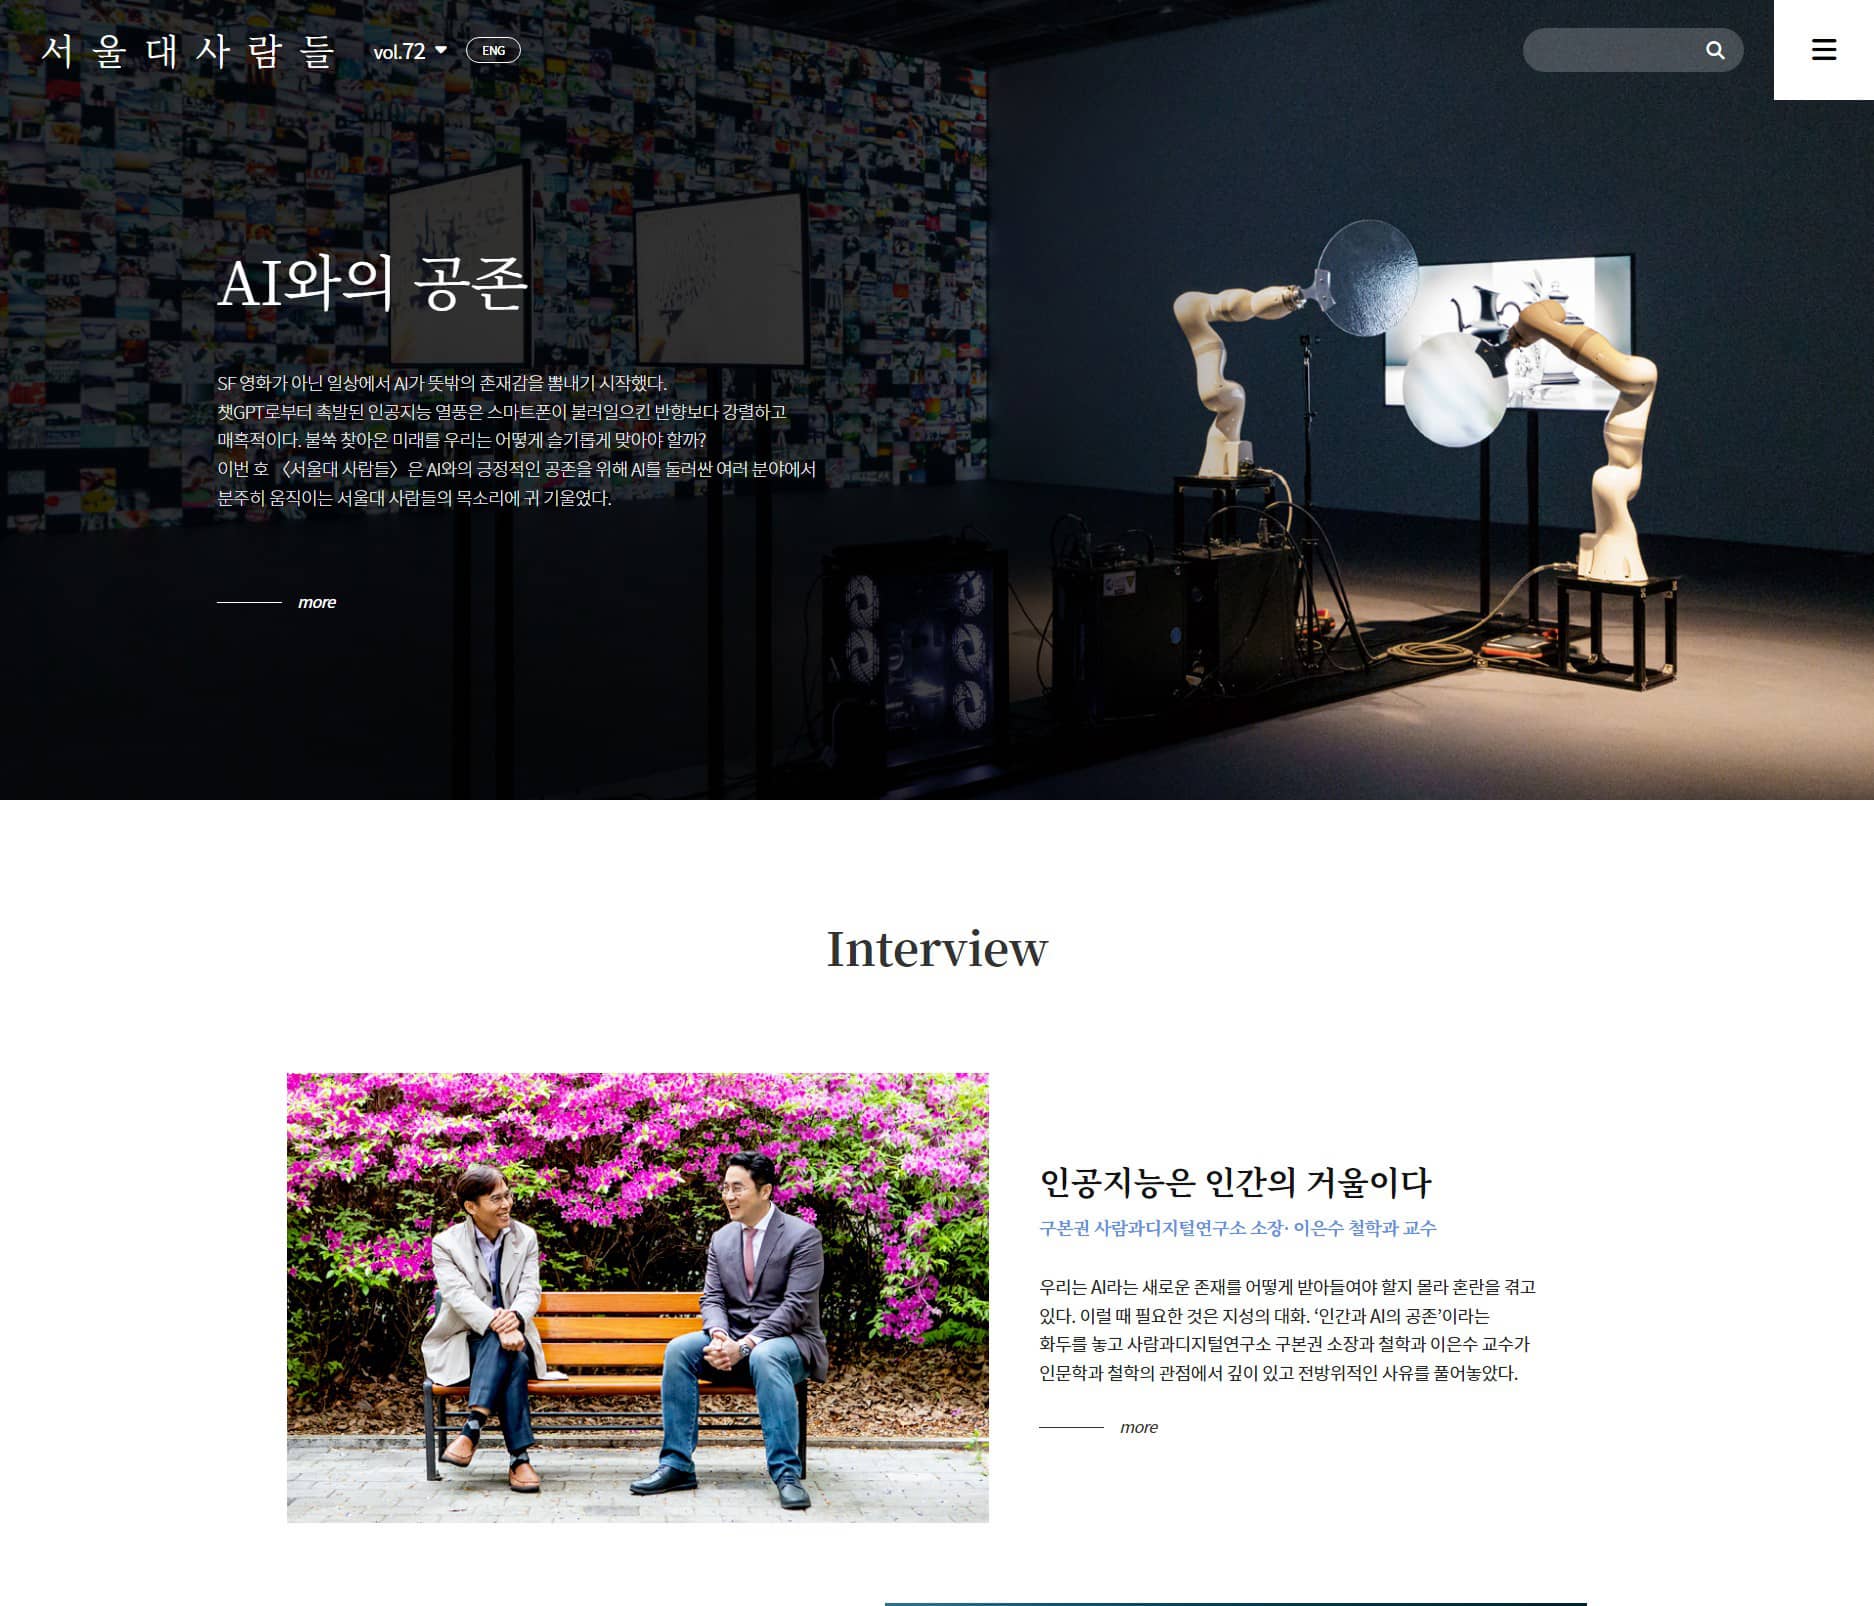 서울대사람들 vol.72 ENG
AI와의 공존
SF 영화가 아닌 일상에서 AI가 뜻밖의 존재감을 뽐내기 시작했다.
챗GPT로부터 촉발된 인공지능 열풍은 스마트폰이 불러일으킨 반향보다 강렬하고
매혹적이다. 불쑥 찾아온 미래를 우리는 어떻게 슬기롭게 맞아야 할까?
이번 호 〈서울대 사람들〉은 AI와의 긍정적인 공존을 위해 AI를 둘러싼 여러 분야에서
분주히 움직이는 서울대 사람들의 목소리에 귀 기울였다.
more
Interview
인공지능은 인간의 거울이다
구본권 사람과디지털연구소 소장· 이은수 철학과 교수
우리는 AI라는 새로운 존재를 어떻게 받아들여야 할지 몰라 혼란을 겪고
있다. 이럴 때 필요한 것은 지성의 대화. ‘인간과 AI의 공존’이라는
화두를 놓고 사람과디지털연구소 구본권 소장과 철학과 이은수 교수가
인문학과 철학의 관점에서 깊이 있고 전방위적인 사유를 풀어놓았다.
more